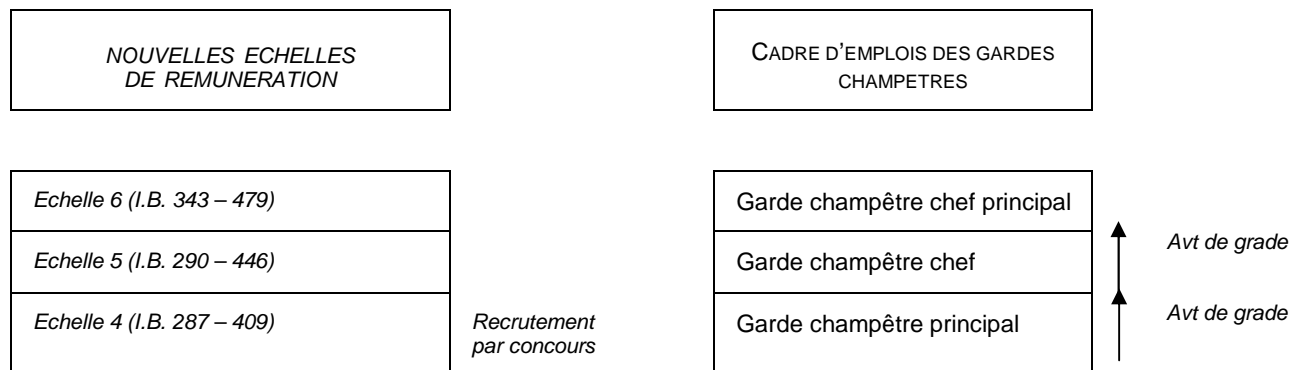 NOUVELLES ECHELLES
DE REMUNERATION
CADRE D'EMPLOIS DES GARDES
CHAMPETRES
Echelle 6 (I.B. 343 – 479)
Garde champêtre chef principal
Avt de grade
Echelle 5 (I.B. 290 – 446)
Garde champêtre chef
Echelle 4 (I.B. 287 – 409)
Recrutement
par concours
Garde champêtre principal
Avt de grade